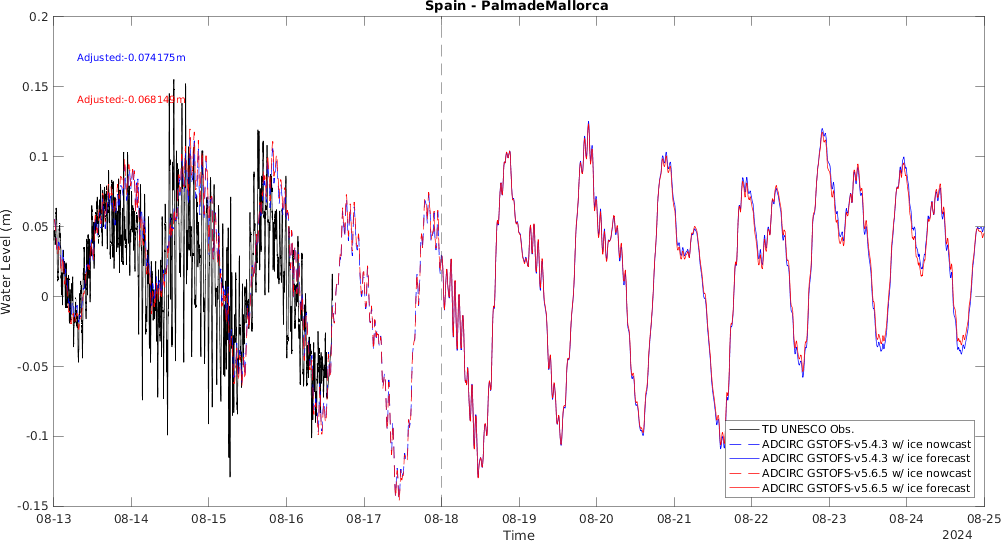 Spain - PalmadeMallorca
0.2
0.15
0.1
0.05
0
-0.05
-0.1
-0.15
Water Level (m)
Adjusted:-0.074175m
Adjusted:-0.068149m
TD UNESCO Obs.
ADCIRC GSTOFS-v5.4.3 w/ ice nowcast
ADCIRC GSTOFS-v5.4.3 w/ ice forecast
ADCIRC GSTOFS-v5.6.5 w/ ice nowcast
ADCIRC GSTOFS-v5.6.5 w/ ice forecast
08-13 08-14 08-15 08-16 08-17 08-18 08-19 08-20 08-21 08-22 08-23 08-24 08-25
Time
2024